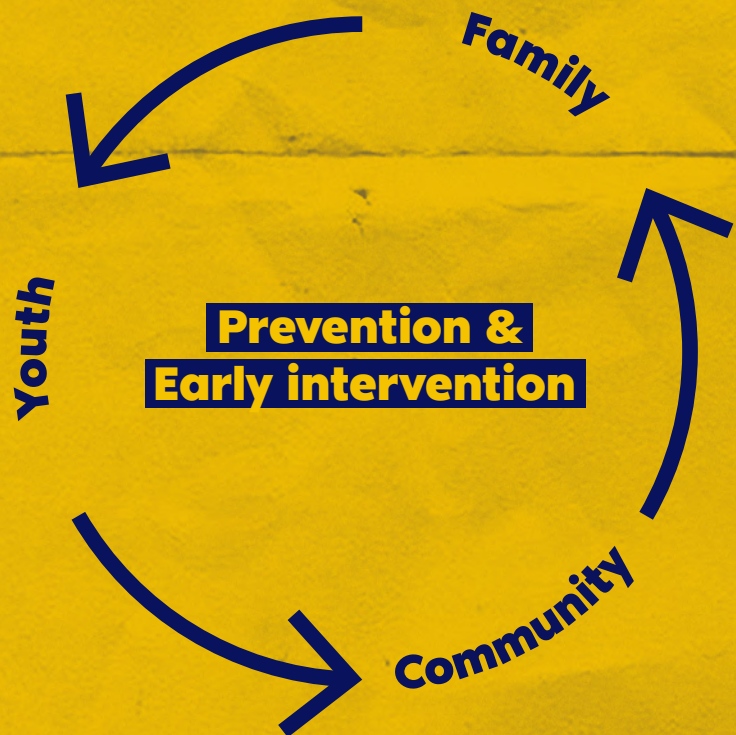 Family
Youth
Prevention &
Early intervention
Community